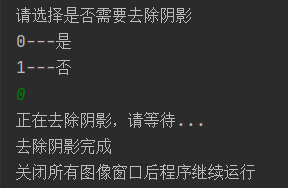 请选择是否需要去除阴影
0---是
1---否
0
正在去除阴影，请等待...
去除阴影完成
关闭所有图像窗口后程序继续运行